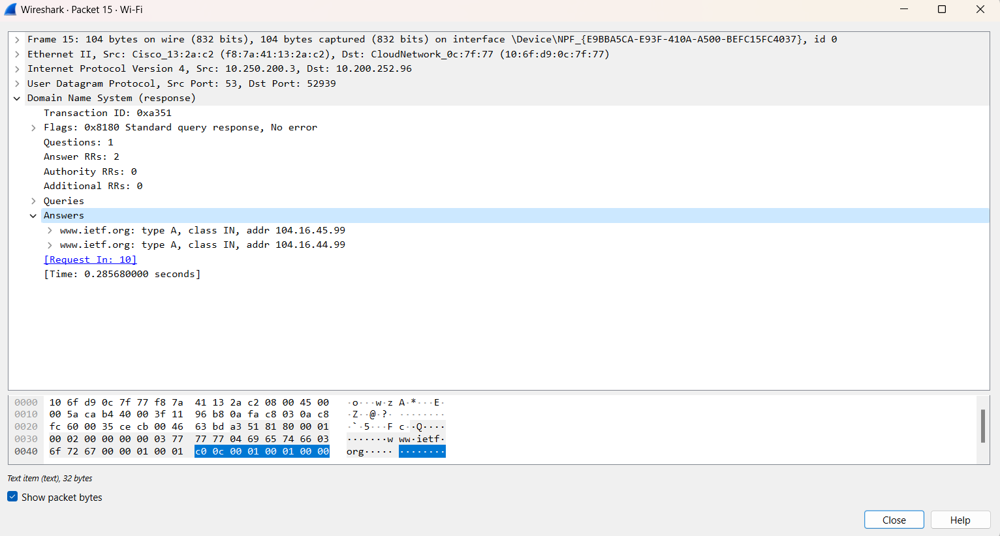 Wireshark · Packet 15 · Wi-Fi
Frame 15: 104 bytes on wire (832 bits), 104 bytes captured (832 bits) on interface \Device\NPF_{E9BBA5CA-E93F-410A-A500-BEFC15FC4037}, id 0
Ethernet II, Src: Cisco_13:2a:c2 (f8:7a:41:13:2a:c2), Dst: CloudNetwork_0c:7f:77 (10:6f:d9:0c:7f:77)
Internet Protocol Version 4, Src: 10.250.200.3, Dst: 10.200.252.96
User Datagram Protocol, Src Port: 53, Dst Port: 52939
Domain Name System (response)
Transaction ID: 0xa351
Flags: 0x8180 Standard query response, No error
Questions: 1
Answer RRs: 2
Authority RRs: 0
Additional RRs: 0
Queries
Answers
www.ietf.org: type A, class IN, addr 104.16.45.99
www.ietf.org: type A, class IN, addr 104.16.44.99
[Request In: 10]
[Time: 0.285680000 seconds]
0000 10 6f d9 0c 7f 77 f8 7a 41 13 2a c2 08 00 45 00 ·o···w·z A·*···E·
0010 00 5a ca b4 40 00 3f 11 96 b8 0a fa c8 03 0a c8 ·Z··@·?· ········
0020 fc 60 00 35 ce cb 00 46 63 bd a3 51 81 80 00 01 ·`·5···F c··Q····
0030 00 02 00 00 00 00 03 77 77 77 04 69 65 74 66 03 ·······w ww·ietf·
0040 6f 72 67 00 00 01 00 01 c0 0c 00 01 00 01 00 00 org····· ········
Text item (text), 32 bytes
Show packet bytes
Close Help